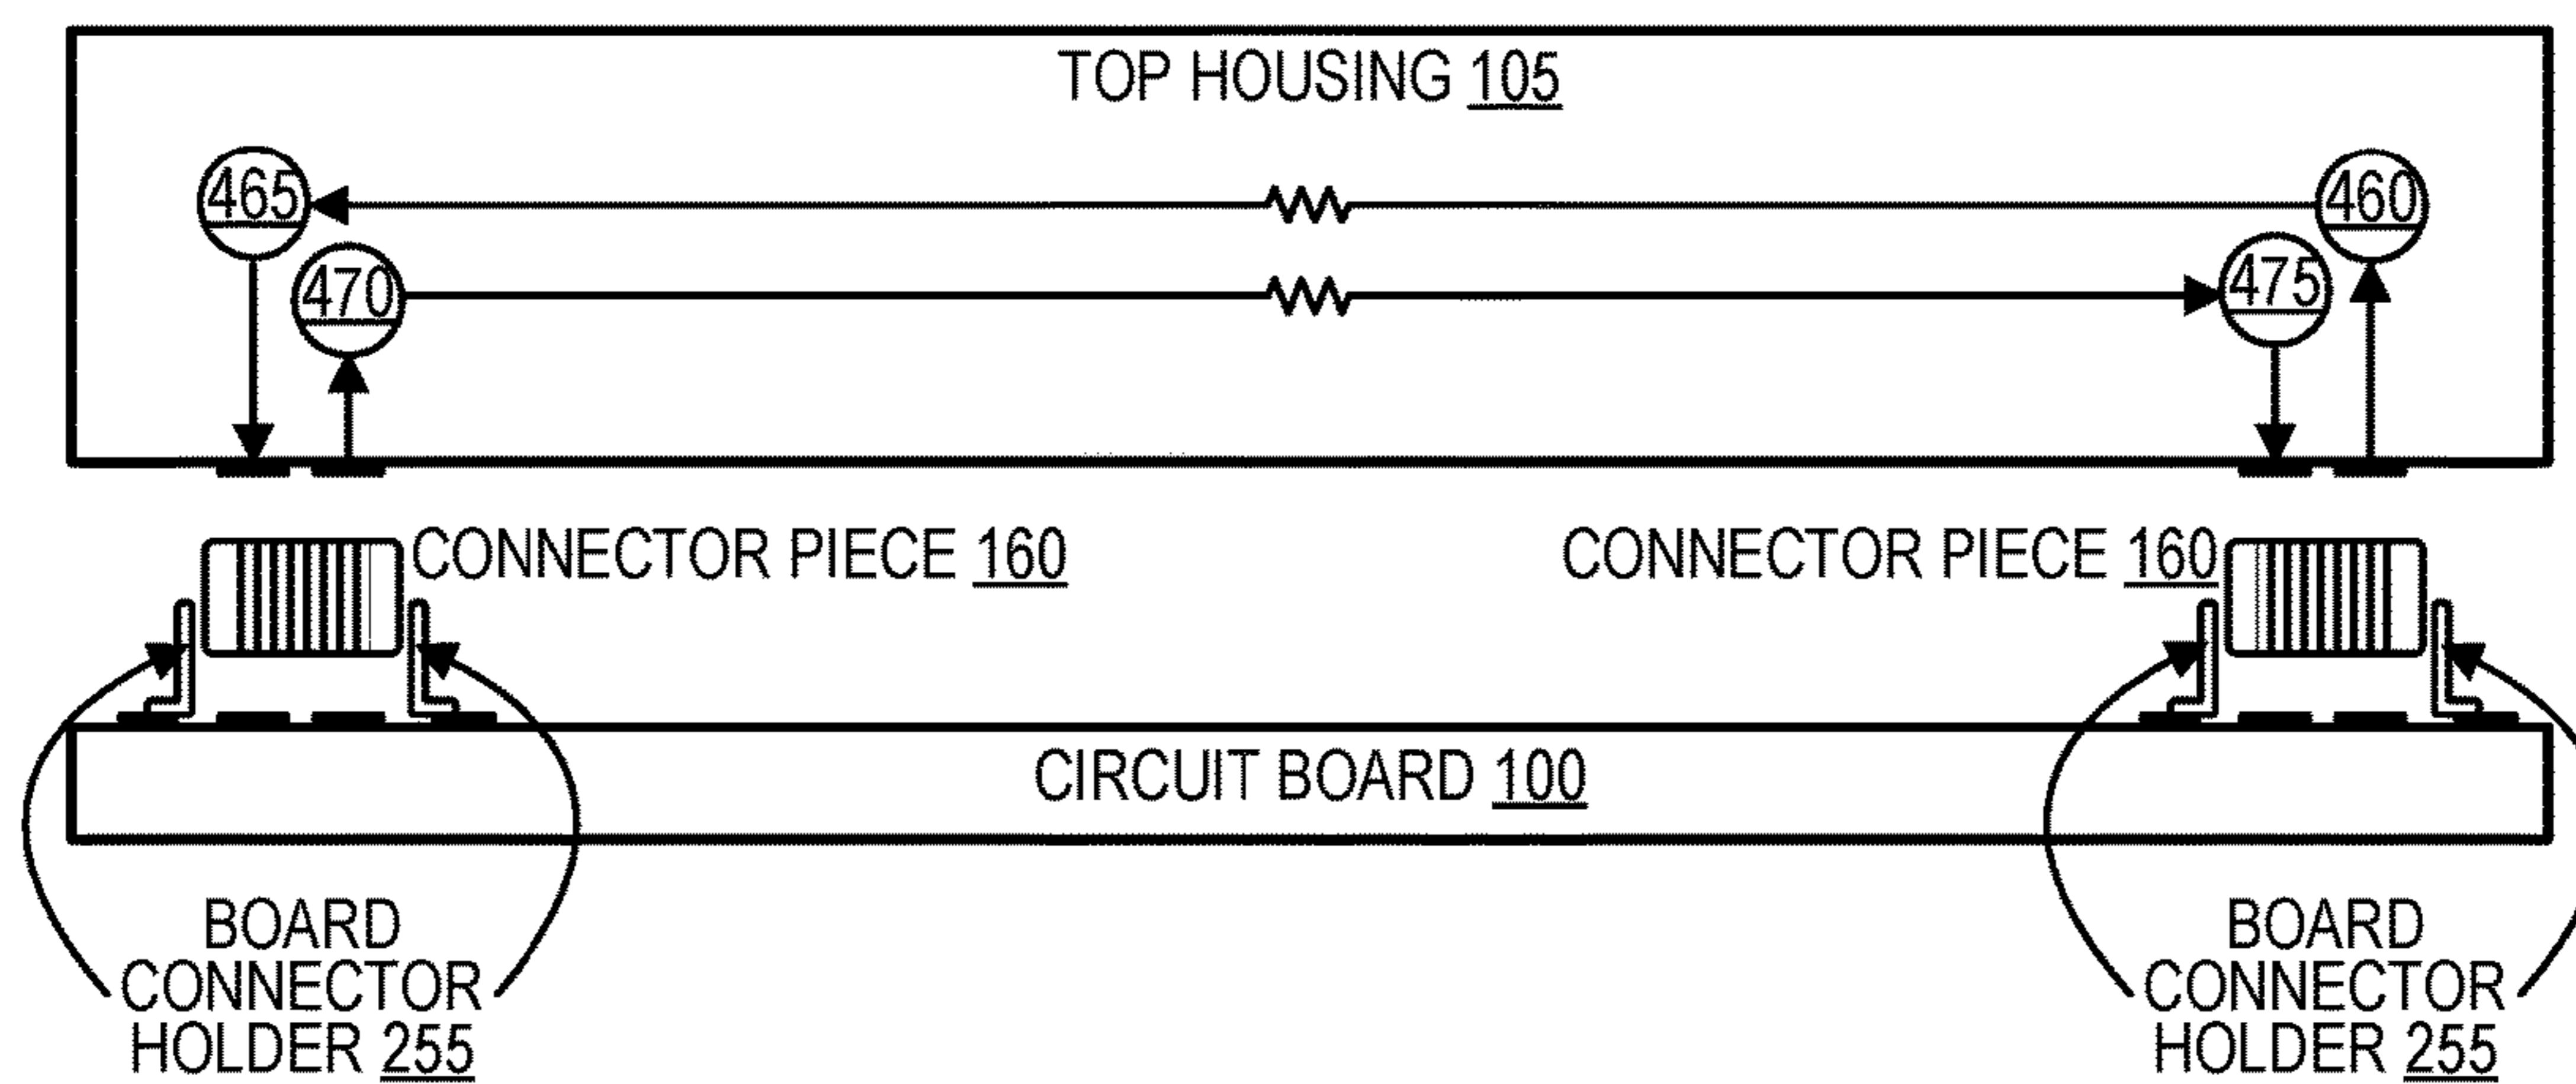 TOP HOUSING 105
465
460
470
475
CONNECTOR PIECE 160
CONNECTOR PIECE 160
CIRCUIT BOARD 100
BOARD
CONNECTOR
HOLDER 255
BOARD
CONNECTOR
HOLDER 255